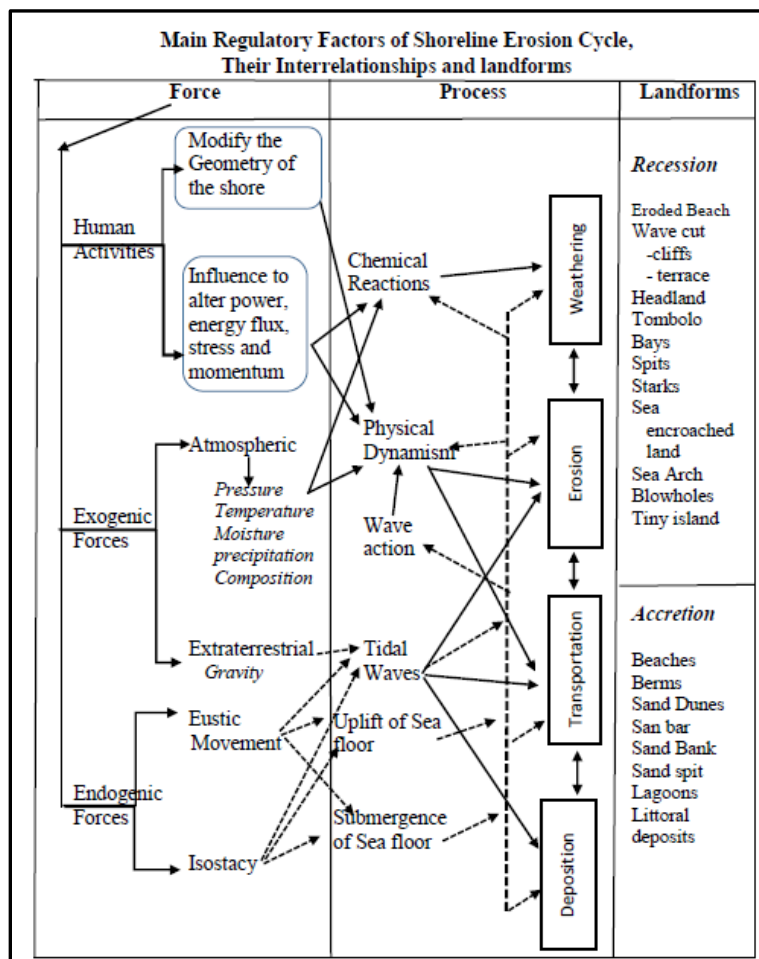 Main Regulatory Factors of Shoreline Erosion Cycle,
Their Interrelationships and landforms
Force
Process
Landforms
Modify the
Geometry of
the shore
Human
Activities
Influence to
alter power,
energy flux,
stress and
momentum
Exogenic
Forces
Atmospheric
Pressure
Temperature
Moisture
precipitation
Composition
Extraterrestrial
Gravity
Eustic
Movement
Endogenic
Forces
Isostacy
Chemical
Reactions
Physical
Dynamism
Wave
action
Tidal
Waves
Uplift of Sea
floor
Submergence
of Sea floor
Weathering
Erosion
Transportation
Deposition
Recession
Eroded Beach
Wave cut
-cliffs
- terrace
Headland
Tombolo
Bays
Spits
Starks
Sea
encroached
land
Sea Arch
Blowholes
Tiny island
Accretion
Beaches
Berms
Sand Dunes
San bar
Sand Bank
Sand spit
Lagoons
Littoral
deposits